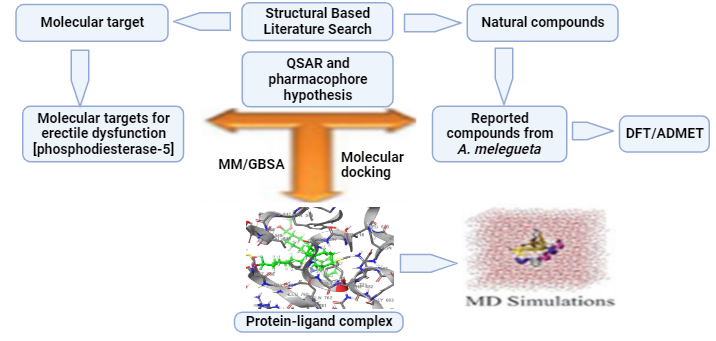 Molecular target
Structural Based
Literature Search
Natural compounds
QSAR and
pharmacophore
hypothesis
Molecular targets for
erectile dysfunction
[phosphodiesterase-5]
Reported
compounds from
A. melegueta
DFT/ADMET
MM/GBSA
Molecular
docking
MD Simulations
Protein-ligand complex